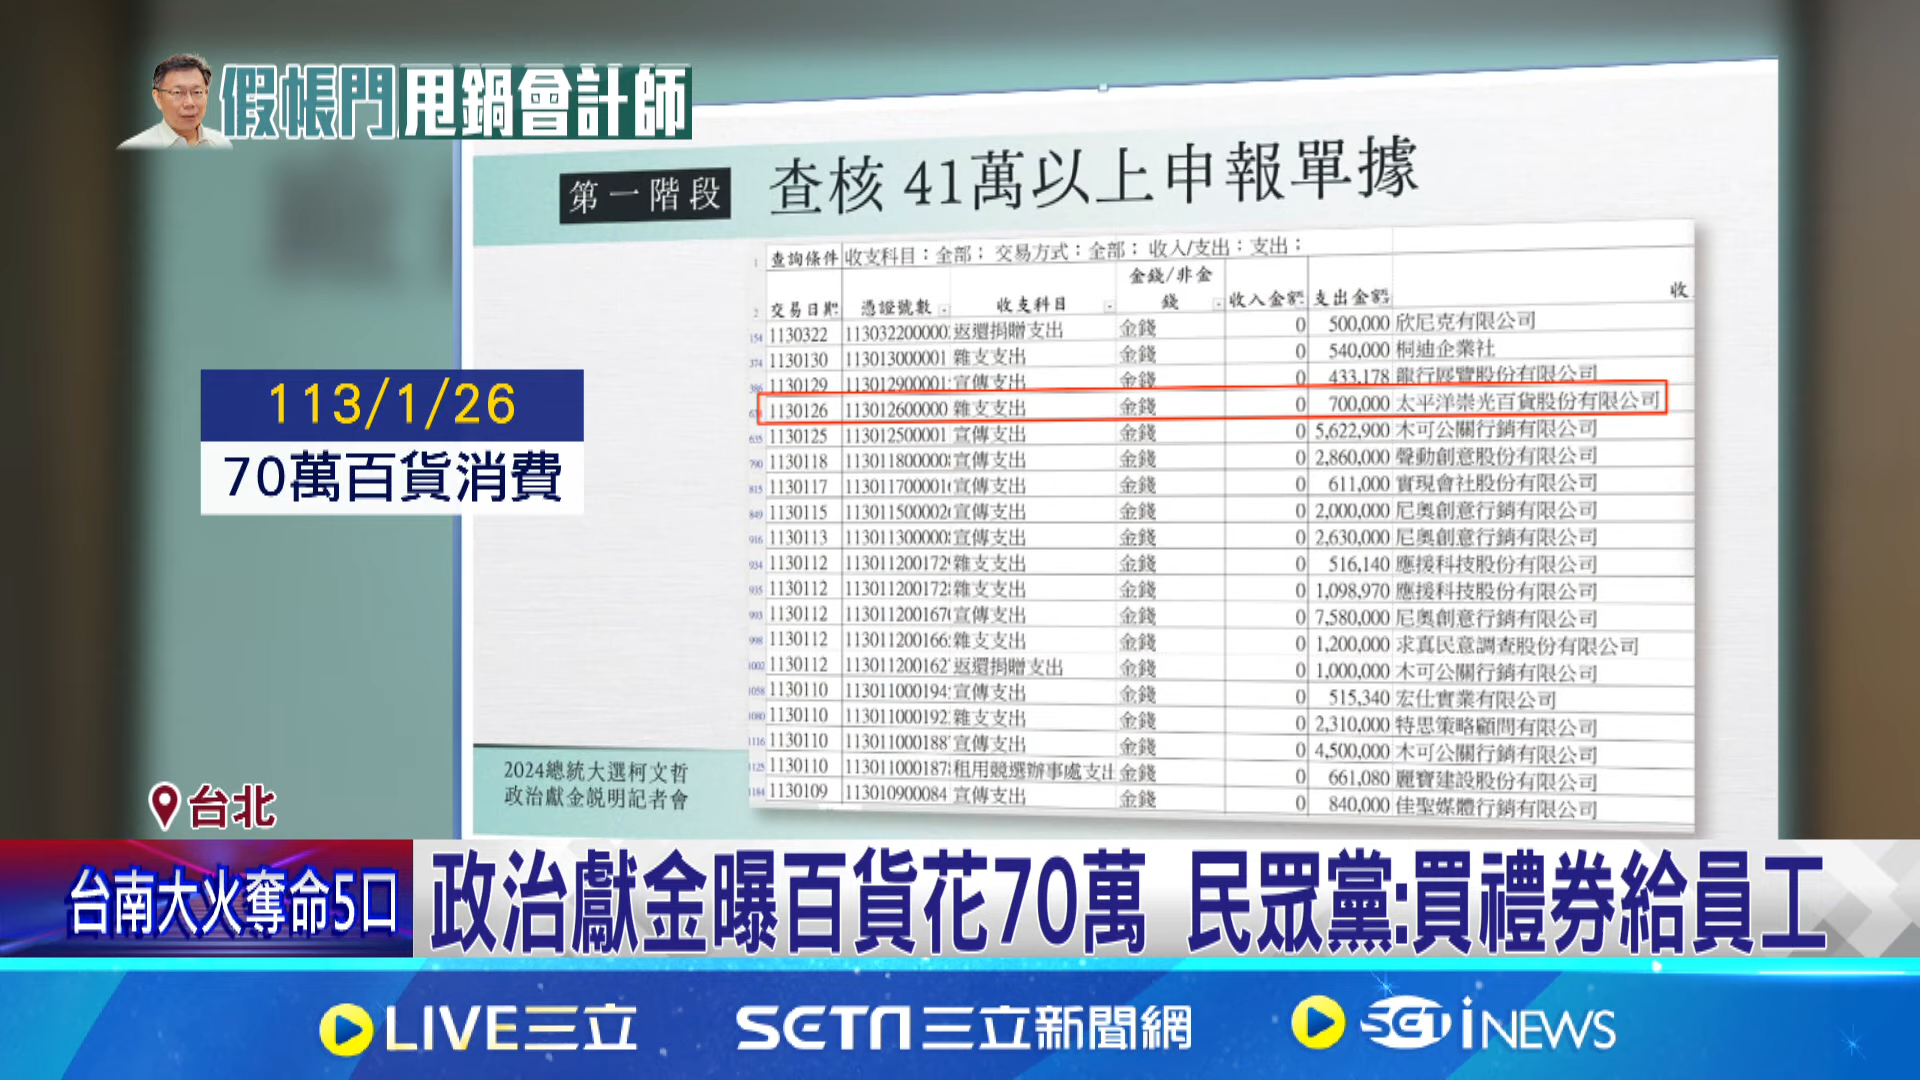 假帳門 甩鍋會計師
第一階段
查核 41萬以上申報單據
查詢條件 收支科目：全部； 交易方式：全部； 收入/支出：支出；
交易日期 憑證號數 收支科目 金錢/非金錢 收入金額 支出金額 收
1130322 113032200000 返還捐贈支出 金錢 0 500,000 欣尼克有限公司
1130130 113013000001 雜支支出 金錢 0 540,000 桐迪企業社
1130129 113012900001 宣傳支出 金錢 0 433,178 龍行展覽股份有限公司
1130126 113012600000 雜支支出 金錢 0 700,000 太平洋崇光百貨股份有限公司
1130125 113012500001 宣傳支出 金錢 0 5,622,900 木可公關行銷有限公司
1130118 113011800000 宣傳支出 金錢 0 2,860,000 聲動創意股份有限公司
1130117 113011700001 宣傳支出 金錢 0 611,000 實現會社股份有限公司
1130115 113011500002 宣傳支出 金錢 0 2,000,000 尼奧創意行銷有限公司
1130113 113011300000 宣傳支出 金錢 0 2,630,000 尼奧創意行銷有限公司
1130112 113011200172 雜支支出 金錢 0 516,140 應援科技股份有限公司
1130112 113011200172 雜支支出 金錢 0 1,098,970 應援科技股份有限公司
1130112 113011200167 宣傳支出 金錢 0 7,580,000 尼奧創意行銷有限公司
1130112 113011200166 雜支支出 金錢 0 1,200,000 求真民意調查股份有限公司
1130112 113011200162 返還捐贈支出 金錢 0 1,000,000 木可公關行銷有限公司
1130110 113011000194 宣傳支出 金錢 0 515,340 宏仕實業有限公司
1130110 113011000192 雜支支出 金錢 0 2,310,000 特思策略顧問有限公司
1130110 113011000188 宣傳支出 金錢 0 4,500,000 木可公關行銷有限公司
1130110 113011000187 租用競選辦事處支出 金錢 0 661,080 麗寶建設股份有限公司
1130109 113010900084 宣傳支出 金錢 0 840,000 佳聖媒體行銷有限公司
113/1/26
70萬百貨消費
2024總統大選柯文哲
政治獻金說明記者會
台北
台南大火奪命5口
政治獻金曝百貨花70萬 民眾黨:買禮券給員工
LIVE三立 SETN三立新聞網 SETiNEWS